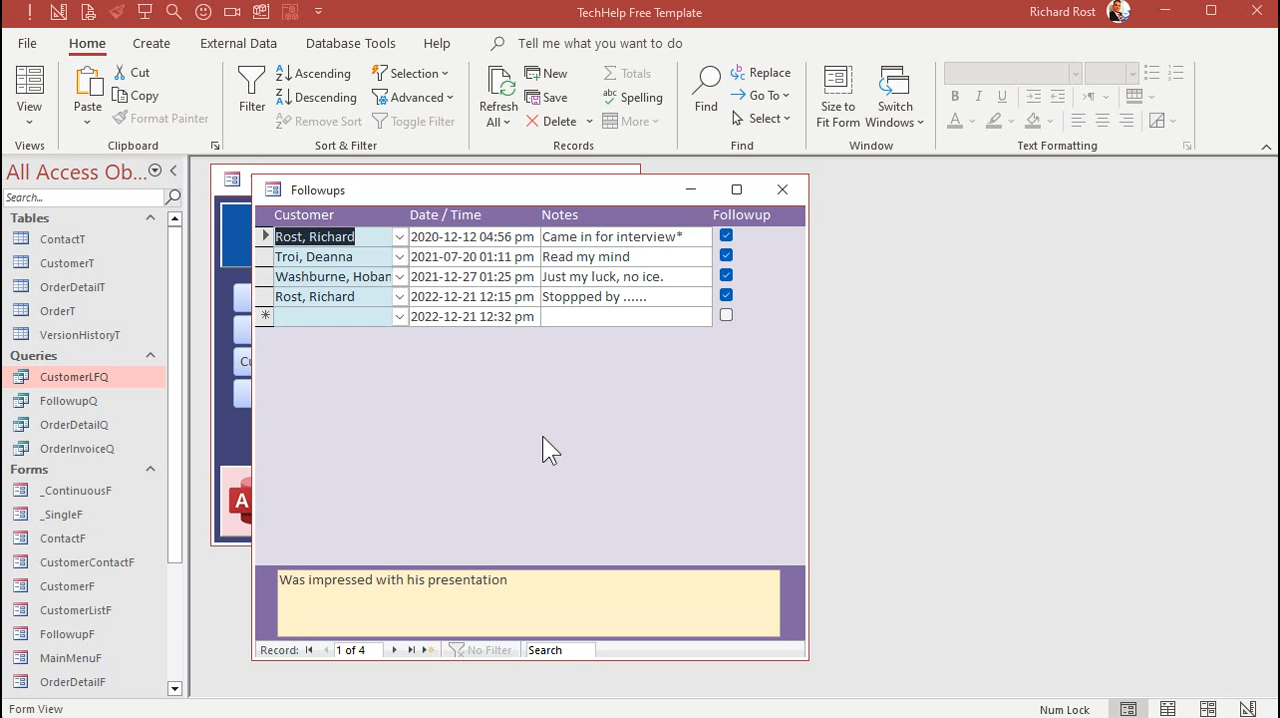 TechHelp Free Template
Richard Rost
File Home Create External Data Database Tools Help Tell me what you want to do
View
Views
Paste
Cut
Copy
Format Painter
Clipboard
Filter
Ascending
Descending
Remove Sort
Selection
Advanced
Toggle Filter
Sort & Filter
Refresh
All
New
Save
Delete
Totals
Spelling
More
Records
Find
Replace
Go To
Select
Find
Size to
Fit Form
Switch
Windows
Window
B I U
A
Text Formatting
All Access Ob...
Search...
Tables
ContactT
CustomerT
OrderDetailT
OrderT
VersionHistoryT
Queries
CustomerLFQ
FollowupQ
OrderDetailQ
OrderInvoiceQ
Forms
_ContinuousF
_SingleF
ContactF
CustomerContactF
CustomerF
CustomerListF
FollowupF
MainMenuF
OrderDetailF
Cu
A
Followups
Customer Date / Time Notes Followup
Rost, Richard 2020-12-12 04:56 pm Came in for interview*
Troi, Deanna 2021-07-20 01:11 pm Read my mind
Washburne, Hoban 2021-12-27 01:25 pm Just my luck, no ice.
Rost, Richard 2022-12-21 12:15 pm Stoppped by ......
2022-12-21 12:32 pm
Was impressed with his presentation
Record: 1 of 4 No Filter Search
Form View
Num Lock